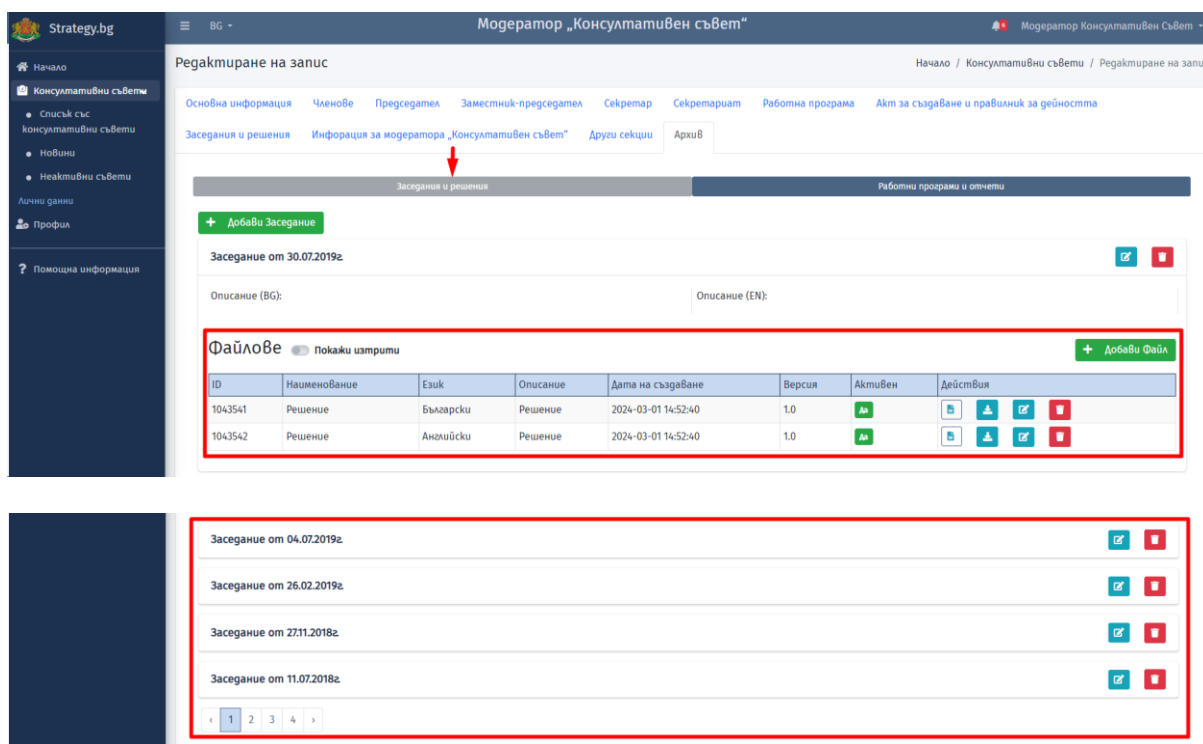 Strategy.bg
BG
Модератор „Консултативен съвет“
Модератор Консултативен Съвет
Начало
Консултативни съвети
Списък със
консултативни съвети
Новини
Неактивни съвети
Лични данни
Профил
Помощна информация
Редактиране на запис
Начало / Консултативни съвети / Редактиране на запи
Основна информация Членове Председател Заместник-председател Секретар Секретариат Работна програма Акт за създаване и правилник за дейността
Заседания и решения Инфорация за модератора „Консултативен съвет“ Други секции Архив
Заседания и решения Работни програми и отчети
+ Добави Заседание
Заседание от 30.07.2019г.
Описание (BG): Описание (EN):
Файлове Покажи изтрити + Добави Файл
ID Наименование Език Описание Дата на създаване Версия Активен Действия
1043541 Решение Български Решение 2024-03-01 14:52:40 1.0 Да
1043542 Решение Английски Решение 2024-03-01 14:52:40 1.0 Да
Заседание от 04.07.2019г.
Заседание от 26.02.2019г.
Заседание от 27.11.2018г.
Заседание от 11.07.2018г.
‹ 1 2 3 4 ›